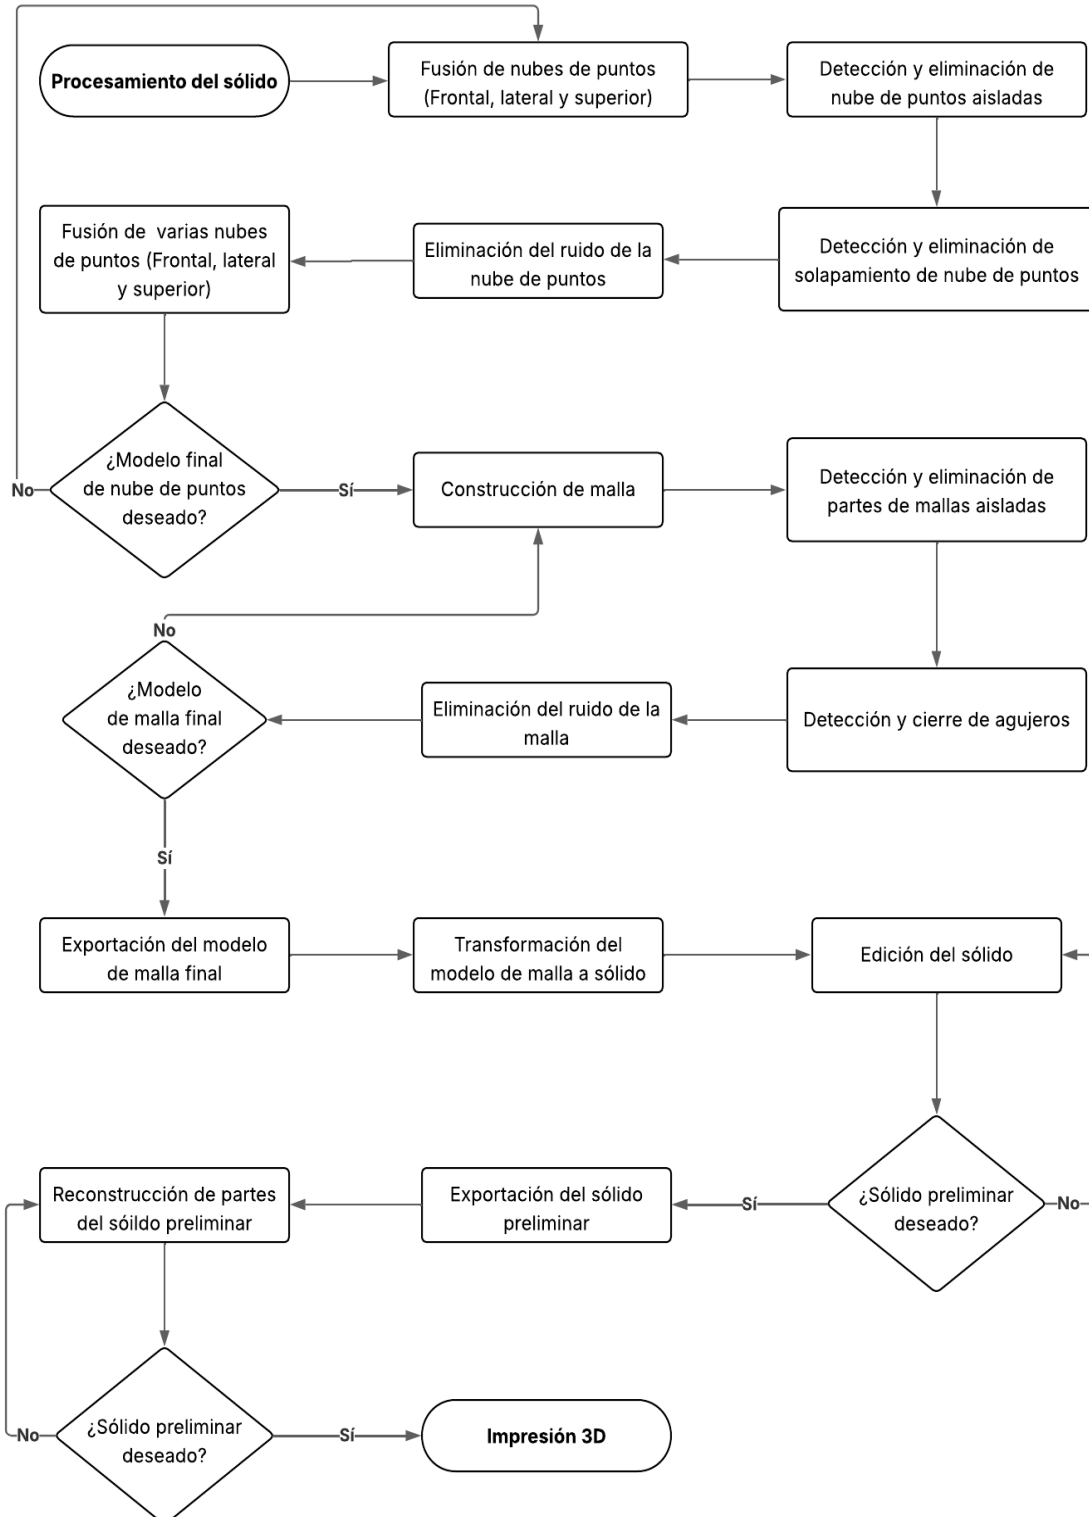 Procesamiento del sólido
Fusión de nubes de puntos
(Frontal, lateral y superior)
Detección y eliminación de
nube de puntos aisladas
Fusión de varias nubes
de puntos (Frontal, lateral
y superior)
Eliminación del ruido de la
nube de puntos
Detección y eliminación de
solapamiento de nube de puntos
¿Modelo final
de nube de puntos
deseado?
No
Sí
Construcción de malla
Detección y eliminación de
partes de mallas aisladas
No
¿Modelo
de malla final
deseado?
Eliminación del ruido de la
malla
Detección y cierre de agujeros
Sí
Exportación del modelo
de malla final
Transformación del
modelo de malla a sólido
Edición del sólido
Reconstrucción de partes
del sóildo preliminar
Exportación del sólido
preliminar
Sí
¿Sólido preliminar
deseado?
No
No
¿Sólido preliminar
deseado?
Sí
Impresión 3D